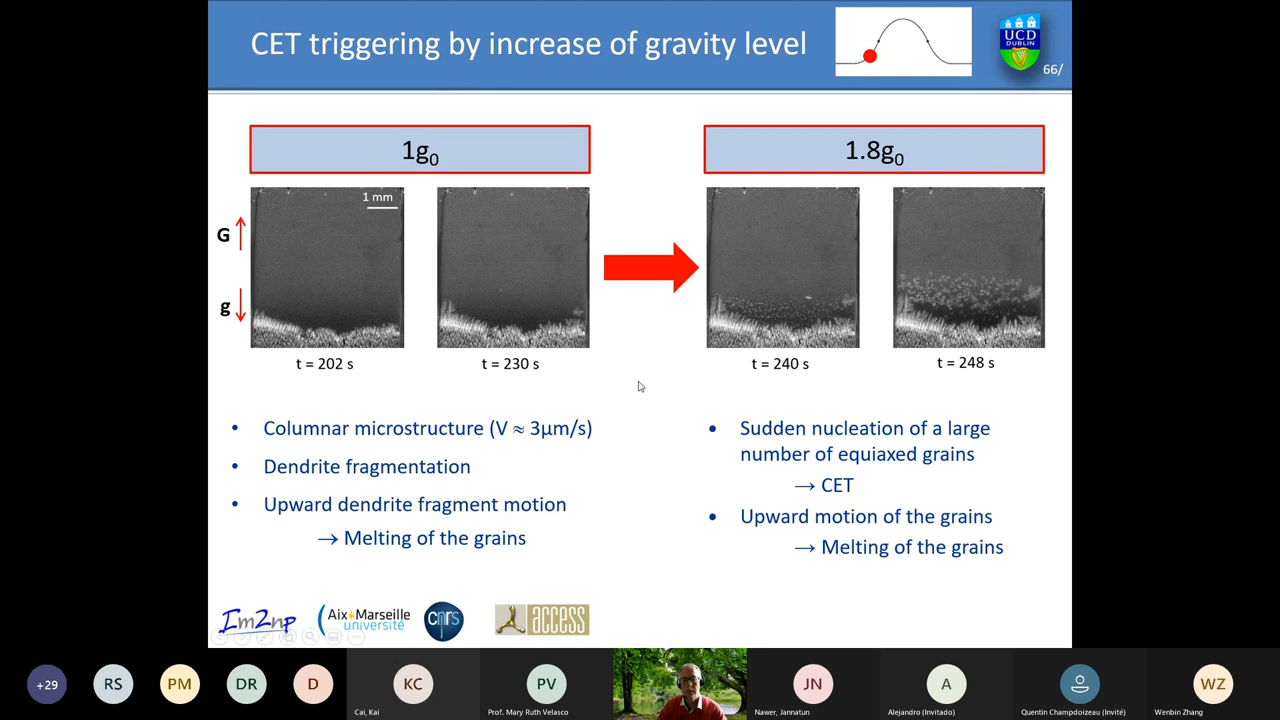 CET triggering by increase of gravity level
UCD
DUBLIN
66/
1g₀
1.8g₀
1 mm
G
g
t = 202 s
t = 230 s
t = 240 s
t = 248 s
• Columnar microstructure (V ≈ 3µm/s)
• Dendrite fragmentation
• Upward dendrite fragment motion
→ Melting of the grains
• Sudden nucleation of a large
number of equiaxed grains
→ CET
• Upward motion of the grains
→ Melting of the grains
Im2np
Aix✶Marseille
université
cnrs
access
+29
RS
PM
DR
D
KC
PV
JN
A
WZ
Cai, Kai
Prof. Mary Ruth Velasco
Nawer, Jannatun
Alejandro (Invitado)
Quentin Champdoizeau (Invité)
Wenbin Zhang